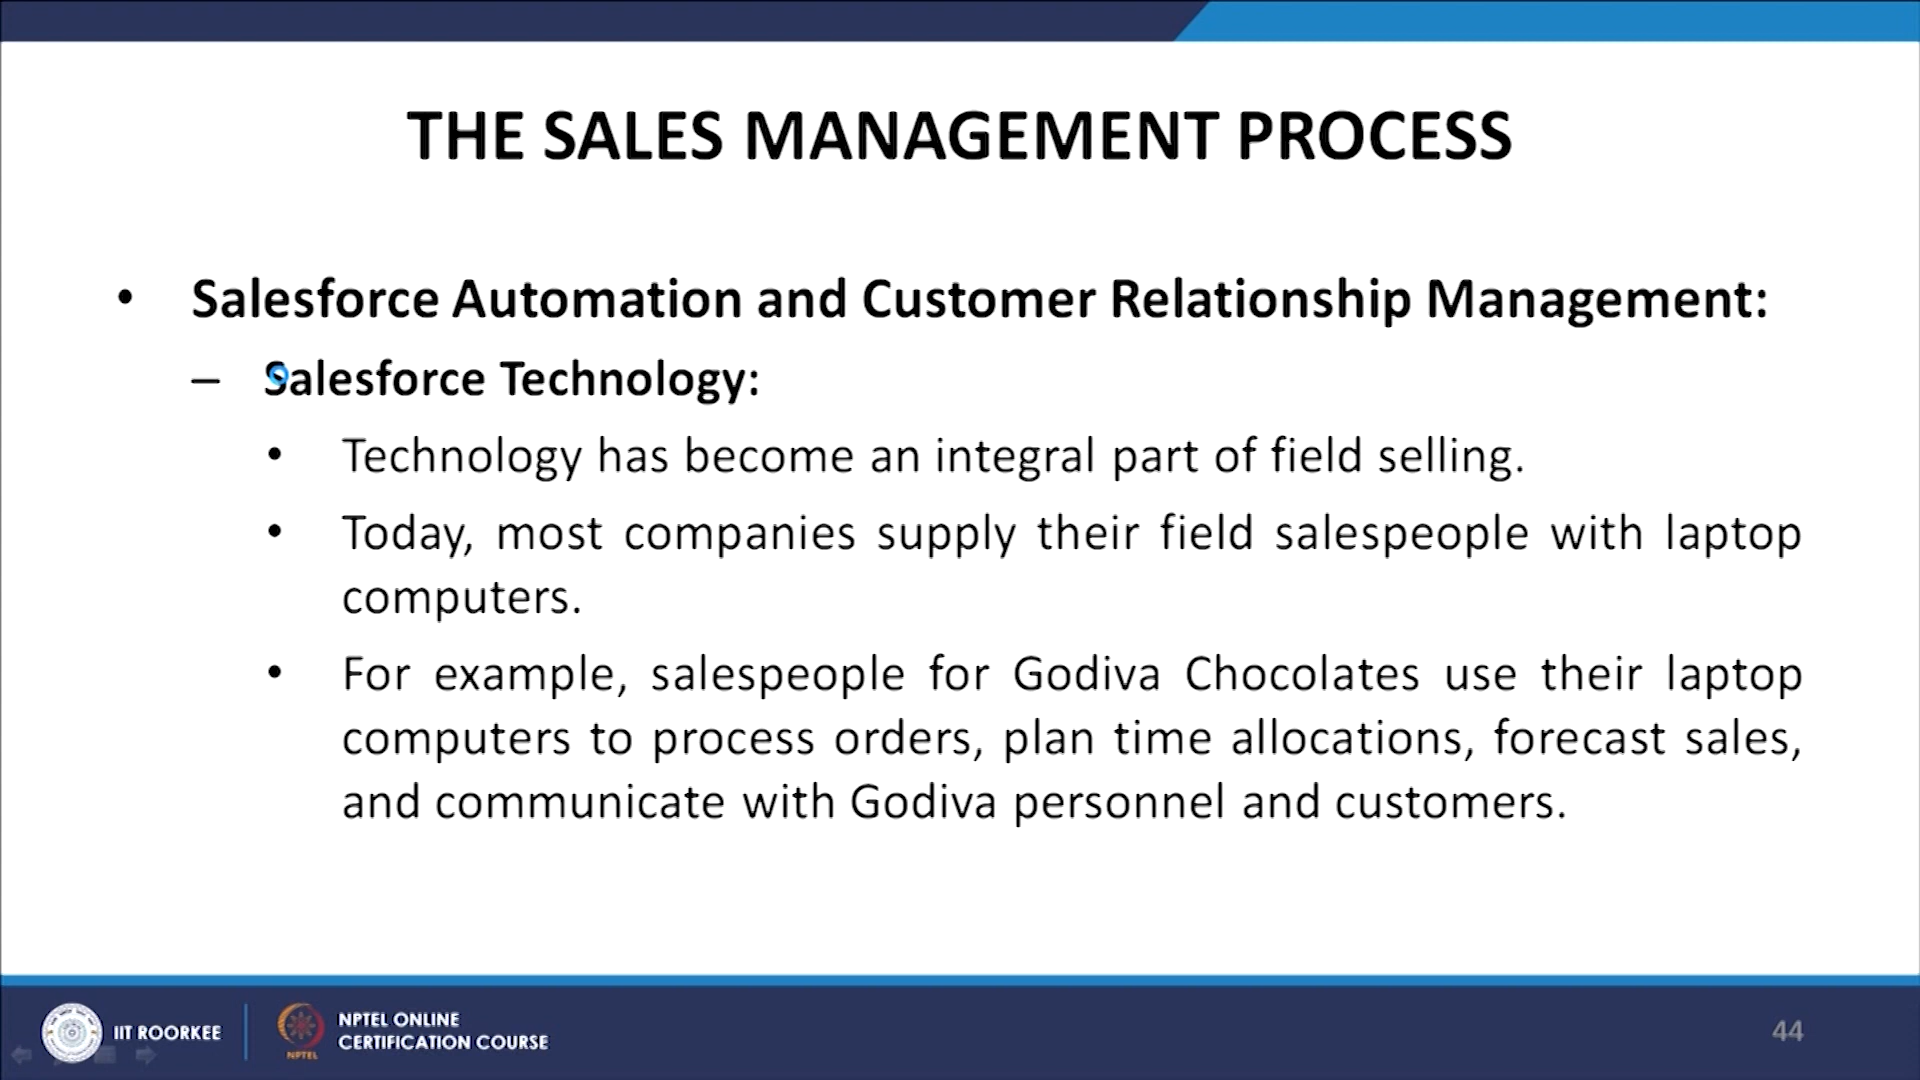 THE SALES MANAGEMENT PROCESS
• Salesforce Automation and Customer Relationship Management:
– Salesforce Technology:
• Technology has become an integral part of field selling.
• Today, most companies supply their field salespeople with laptop
computers.
• For example, salespeople for Godiva Chocolates use their laptop
computers to process orders, plan time allocations, forecast sales,
and communicate with Godiva personnel and customers.
IIT ROORKEE
NPTEL
NPTEL ONLINE
CERTIFICATION COURSE
44